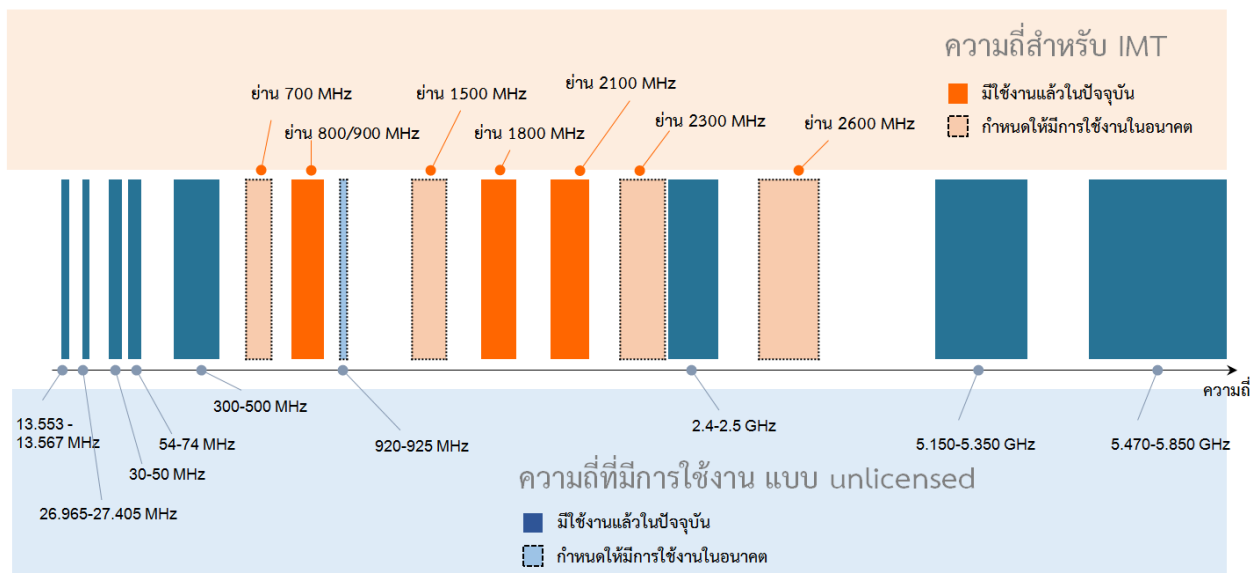 ความถี่สำหรับ IMT
มีใช้งานแล้วในปัจจุบัน
กำหนดให้มีการใช้งานในอนาคต
ย่าน 700 MHz
ย่าน 800/900 MHz
ย่าน 1500 MHz
ย่าน 1800 MHz
ย่าน 2100 MHz
ย่าน 2300 MHz
ย่าน 2600 MHz
ความถี่
13.553 -
13.567 MHz
26.965-27.405 MHz
30-50 MHz
54-74 MHz
300-500 MHz
920-925 MHz
2.4-2.5 GHz
5.150-5.350 GHz
5.470-5.850 GHz
ความถี่ที่มีการใช้งาน แบบ unlicensed
มีใช้งานแล้วในปัจจุบัน
กำหนดให้มีการใช้งานในอนาคต